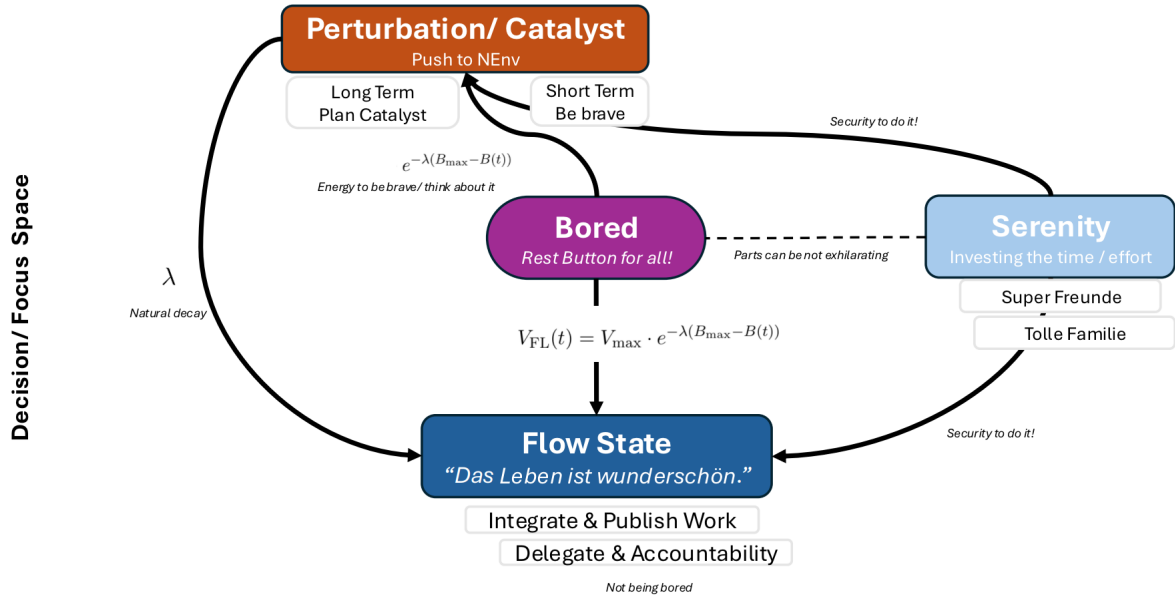 Perturbation/ Catalyst
Push to NEnv
Long Term
Plan Catalyst
Short Term
Be brave
Security to do it!
e^{-λ(B_max−B(t))}
Energy to be brave/ think about it
Decision/ Focus Space
Bored
Rest Button for all!
Parts can be not exhilarating
Serenity
Investing the time / effort
Super Freunde
Tolle Familie
λ
Natural decay
V_FL(t) = V_max · e^{-λ(B_max−B(t))}
Flow State
“Das Leben ist wunderschön.”
Security to do it!
Integrate & Publish Work
Delegate & Accountability
Not being bored